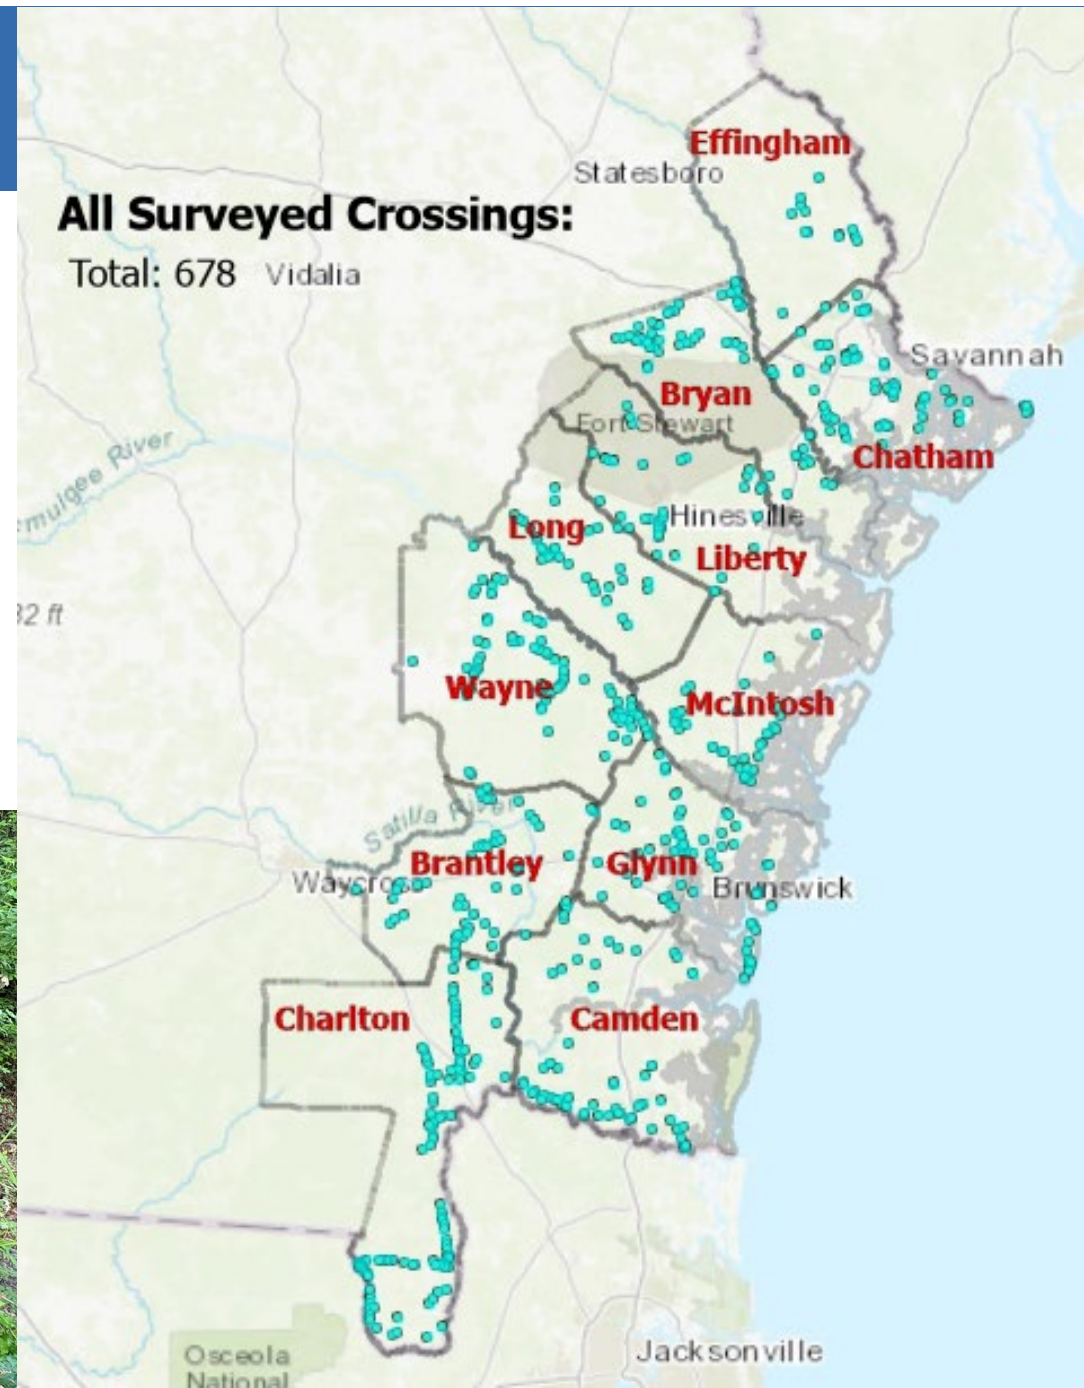 Effingham
Statesboro
All Surveyed Crossings:
Total: 678
Vidalia
Savannah
Bryan
Fort Stewart
Chatham
mulgee River
Hinesville
Long
Liberty
32 ft
Wayne
McIntosh
Satilla River
Brantley
Glynn
Waycross
Brunswick
Charlton
Camden
Jacksonville
Osceola
National